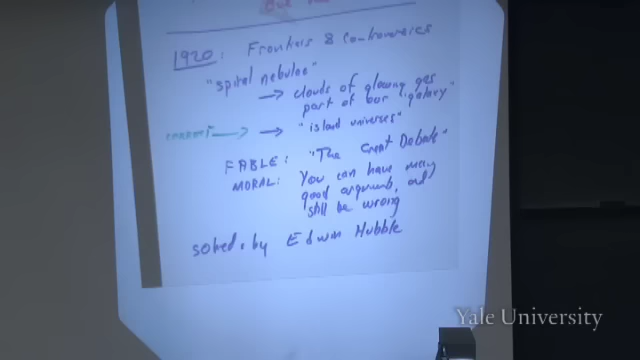 1920: Frontiers & Controversies
"spiral nebulae"
→ clouds of glowing gas
part of our "galaxy"
CORRECT → → "island universes"
FABLE: "The Great Debate"
MORAL: You can have many
good arguments, and
still be wrong
solved by Edwin Hubble
Yale University